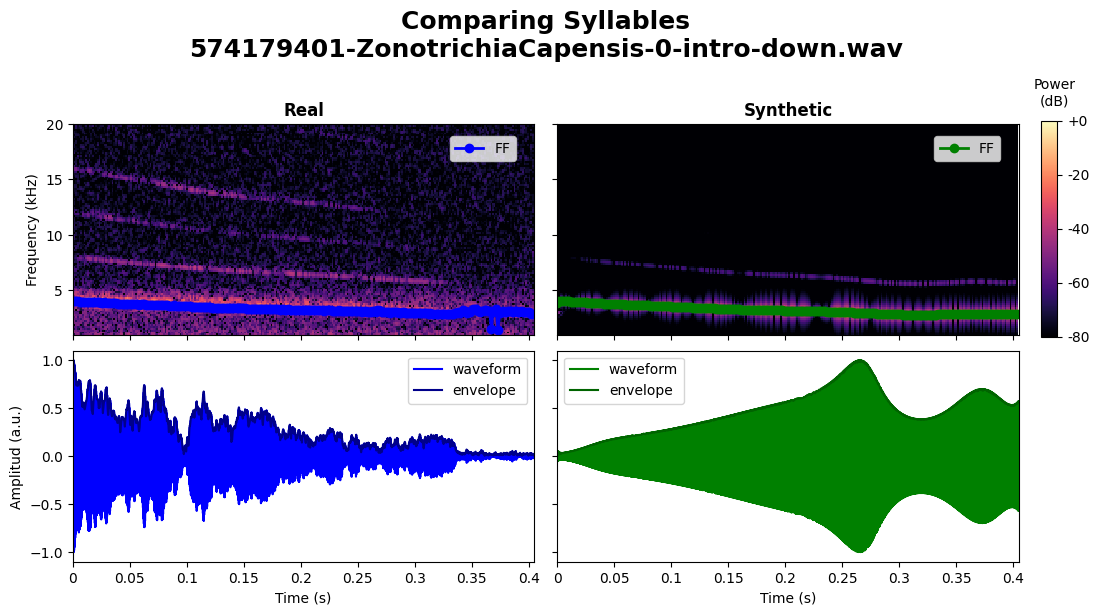 Comparing Syllables
574179401-ZonotrichiaCapensis-0-intro-down.wav
Power
(dB)
Real
Synthetic
FF
FF
+0
-20
-40
-60
-80
Frequency (kHz)
20
15
10
5
Amplitud (a.u.)
1.0
0.5
0.0
−0.5
−1.0
waveform
envelope
waveform
envelope
0 0.05 0.1 0.15 0.2 0.25 0.3 0.35 0.4
0 0.05 0.1 0.15 0.2 0.25 0.3 0.35 0.4
Time (s)
Time (s)